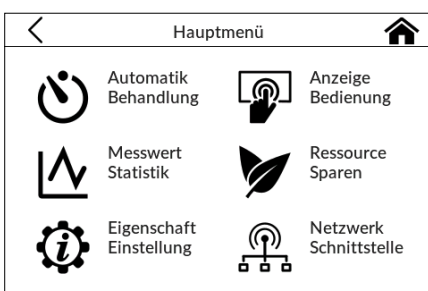 Hauptmenü
Automatik
Behandlung
Anzeige
Bedienung
Messwert
Statistik
Ressource
Sparen
Eigenschaft
Einstellung
Netzwerk
Schnittstelle